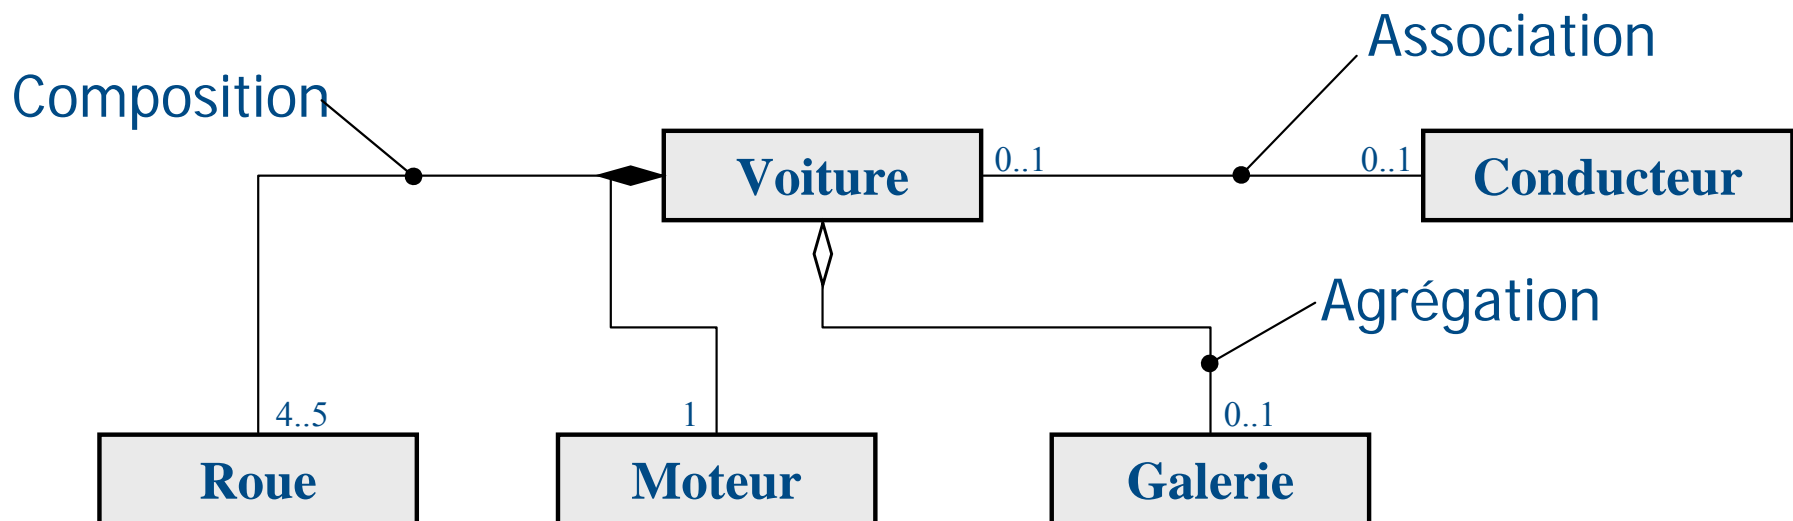 Association
Composition
Voiture
0..1
0..1
Conducteur
Agrégation
4..5
1
0..1
Roue
Moteur
Galerie